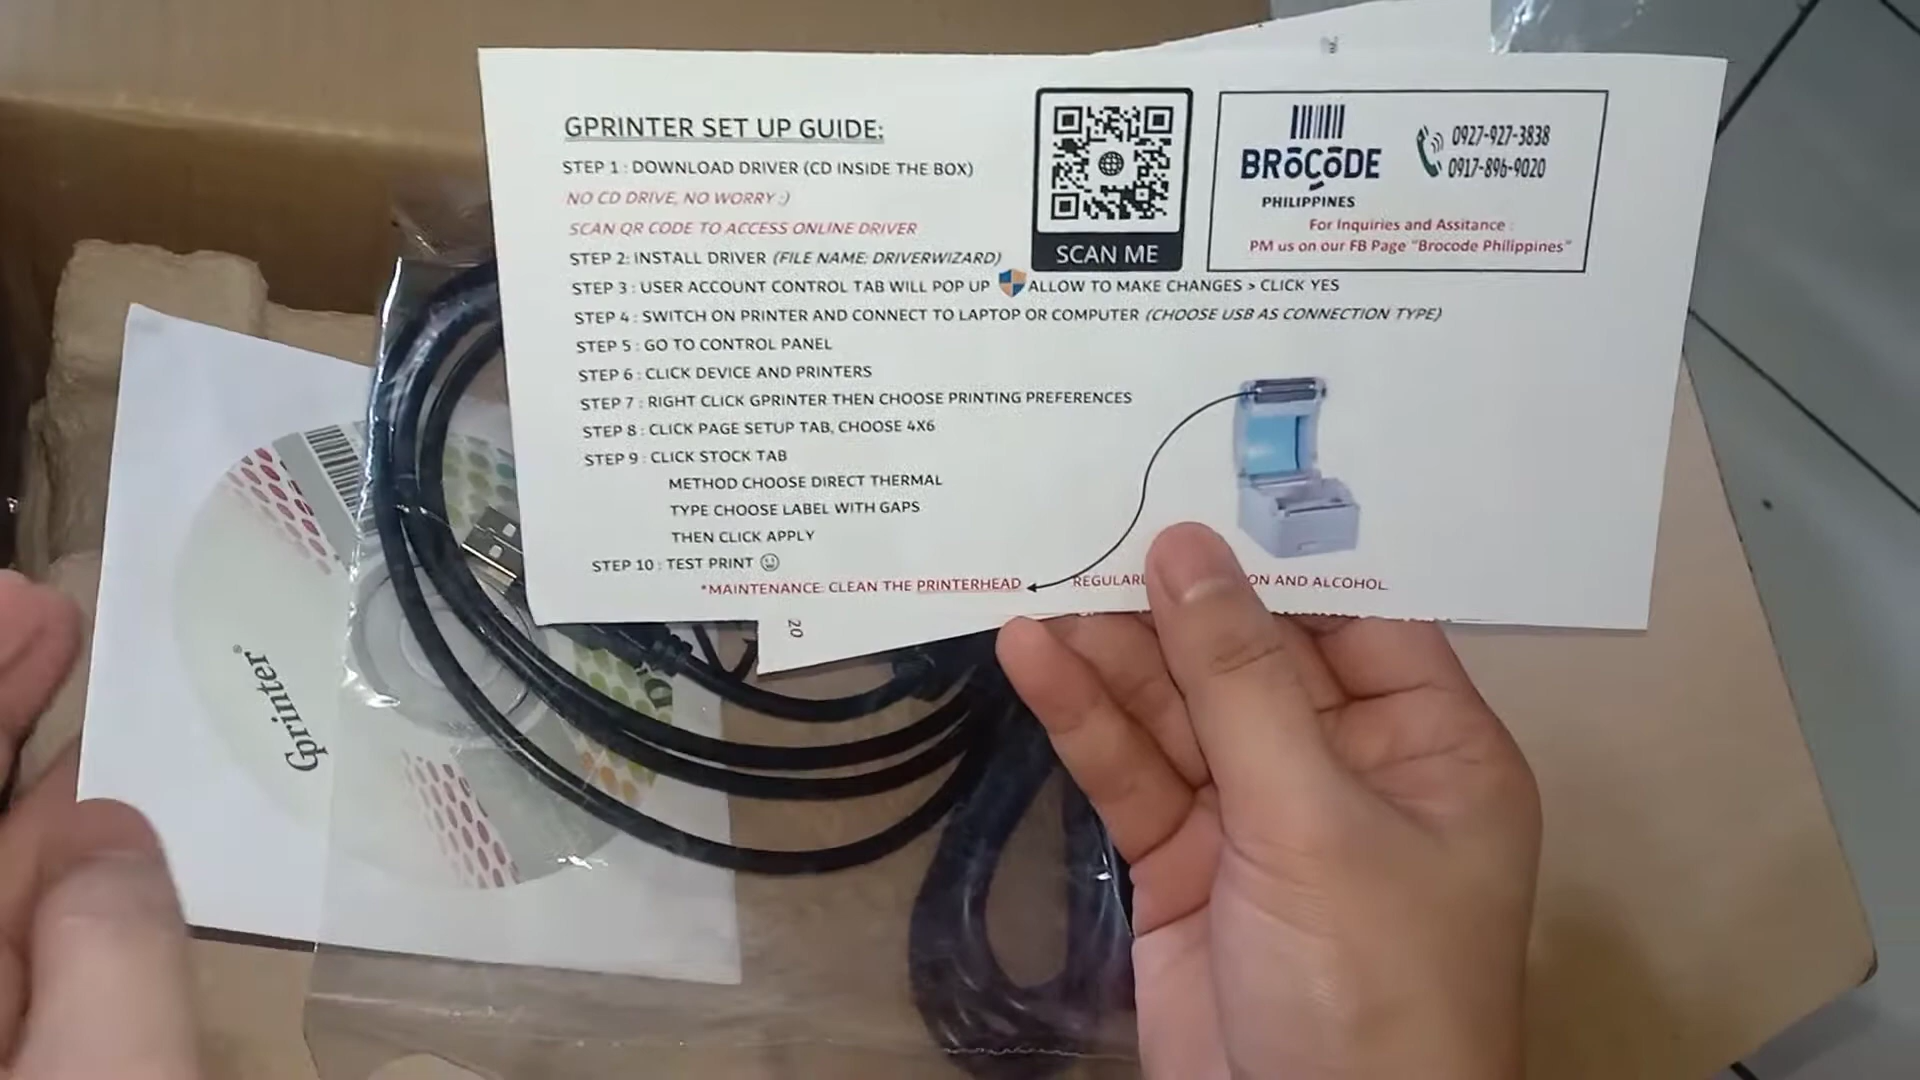 GPRINTER SET UP GUIDE:
STEP 1 : DOWNLOAD DRIVER (CD INSIDE THE BOX)
NO CD DRIVE, NO WORRY :)
SCAN QR CODE TO ACCESS ONLINE DRIVER
STEP 2: INSTALL DRIVER (FILE NAME: DRIVERWIZARD)
STEP 3 : USER ACCOUNT CONTROL TAB WILL POP UP ALLOW TO MAKE CHANGES > CLICK YES
STEP 4 : SWITCH ON PRINTER AND CONNECT TO LAPTOP OR COMPUTER (CHOOSE USB AS CONNECTION TYPE)
STEP 5 : GO TO CONTROL PANEL
STEP 6 : CLICK DEVICE AND PRINTERS
STEP 7 : RIGHT CLICK GPRINTER THEN CHOOSE PRINTING PREFERENCES
STEP 8 : CLICK PAGE SETUP TAB, CHOOSE 4X6
STEP 9 : CLICK STOCK TAB
METHOD CHOOSE DIRECT THERMAL
TYPE CHOOSE LABEL WITH GAPS
THEN CLICK APPLY
STEP 10 : TEST PRINT
*MAINTENANCE: CLEAN THE PRINTERHEAD AND ALCOHOL.
SCAN ME
BRŌCŌDE
PHILIPPINES
0927-927-3838
0917-896-9020
For Inquiries and Assitance :
PM us on our FB Page "Brocode Philippines"
20
Gprinter®